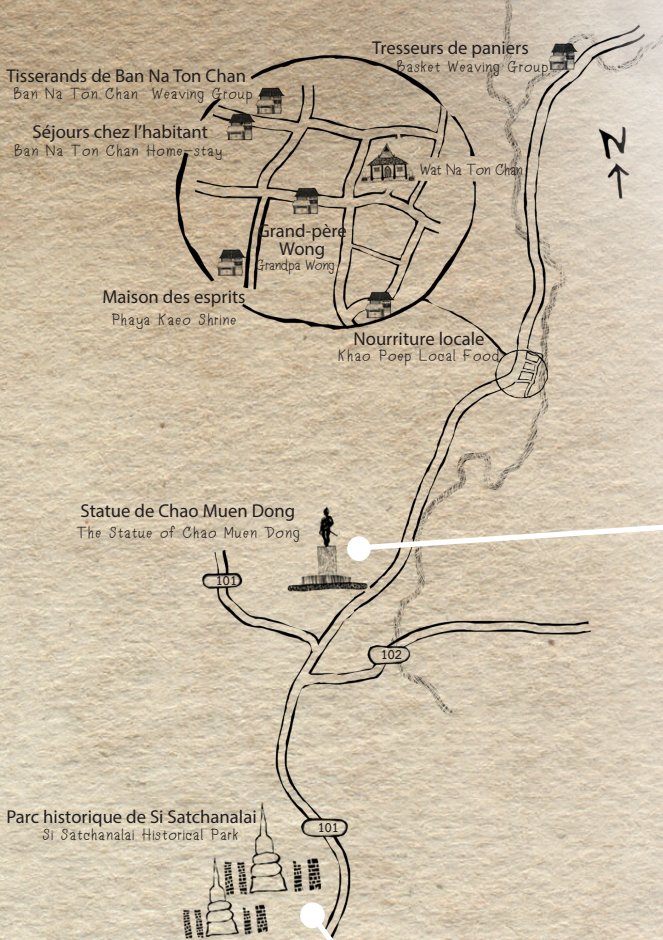 Tresseurs de paniers
Basket Weaving Group
Tisserands de Ban Na Ton Chan
Ban Na Ton Chan Weaving Group
Séjours chez l'habitant
Ban Na Ton Chan Home-stay
N
Wat Na Ton Chan
Grand-père
Wong
Grandpa Wong
Maison des esprits
Phaya Kaeo Shrine
Nourriture locale
Khao Poep Local Food
Statue de Chao Muen Dong
The Statue of Chao Muen Dong
101
102
Parc historique de Si Satchanalai
Si Satchanalai Historical Park
101